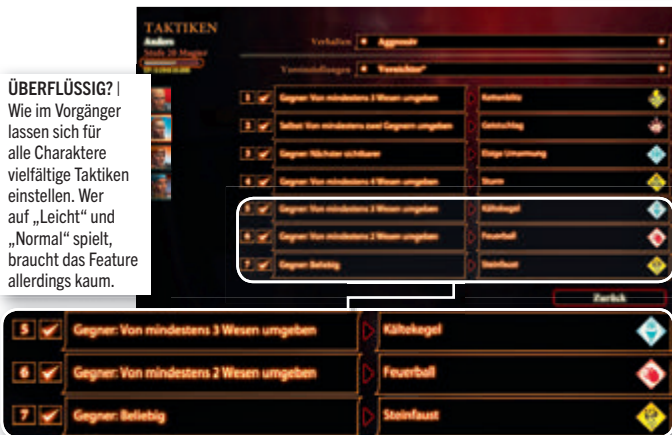 TAKTIKEN
Anders
Stufe 20 Magier
Verhalten
Aggressiv
Voreinstellungen
Vernichter*
ÜBERFLÜSSIG? |
Wie im Vorgänger
lassen sich für
alle Charaktere
vielfältige Taktiken
einstellen. Wer
auf „Leicht“ und
„Normal“ spielt,
braucht das Feature
allerdings kaum.
1 Gegner: Von mindestens 3 Wesen umgeben Kettenblitz
2 Selbst: Von mindestens zwei Gegnern umgeben Geistschlag
3 Gegner: Nächster sichtbarer Eisige Umarmung
4 Gegner: Von mindestens 4 Wesen umgeben Sturm
5 Gegner: Von mindestens 3 Wesen umgeben Kältekegel
6 Gegner: Von mindestens 2 Wesen umgeben Feuerball
7 Gegner: Beliebig Steinfaust
Zurück
5 Gegner: Von mindestens 3 Wesen umgeben Kältekegel
6 Gegner: Von mindestens 2 Wesen umgeben Feuerball
7 Gegner: Beliebig Steinfaust